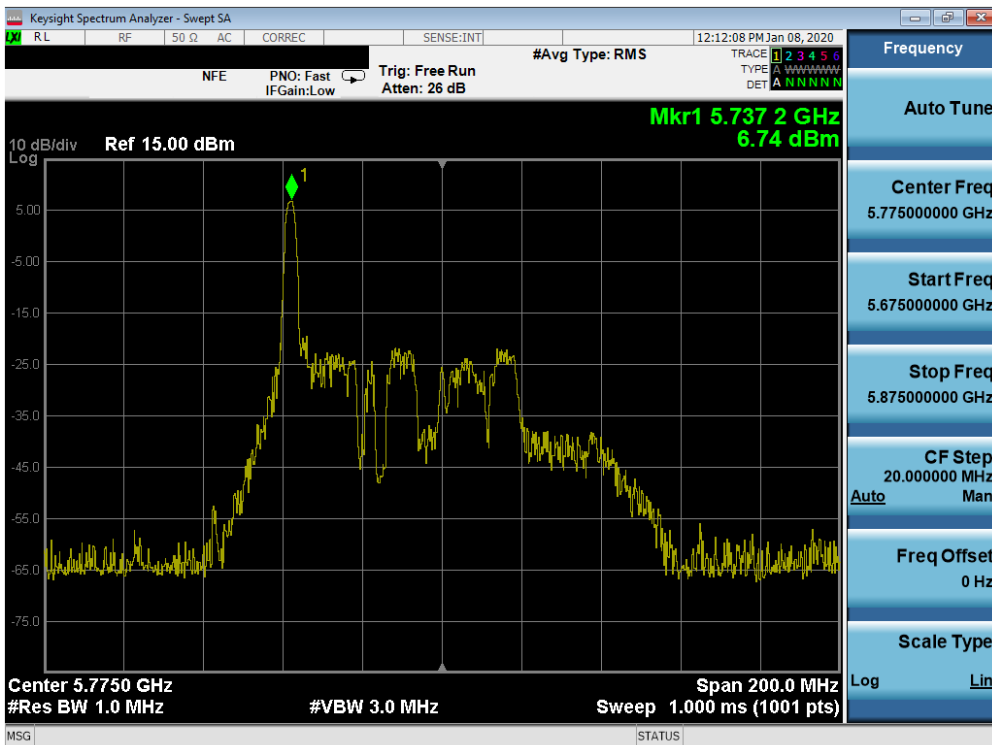 Keysight Spectrum Analyzer - Swept SA
LXI RL RF 50 Ω AC CORREC SENSE:INT 12:12:08 PM Jan 08, 2020
NFE PNO: Fast IFGain:Low
Trig: Free Run
Atten: 26 dB
#Avg Type: RMS
TRACE 1 2 3 4 5 6
TYPE A WWWWW
DET A N N N N N
Mkr1 5.737 2 GHz
6.74 dBm
10 dB/div Ref 15.00 dBm
Log
1
5.00
-5.00
-15.0
-25.0
-35.0
-45.0
-55.0
-65.0
-75.0
Center 5.7750 GHz Span 200.0 MHz
#Res BW 1.0 MHz #VBW 3.0 MHz Sweep 1.000 ms (1001 pts)
MSG STATUS
Frequency
Auto Tune
Center Freq
5.775000000 GHz
Start Freq
5.675000000 GHz
Stop Freq
5.875000000 GHz
CF Step
20.000000 MHz
Auto Man
Freq Offset
0 Hz
Scale Type
Log Lin